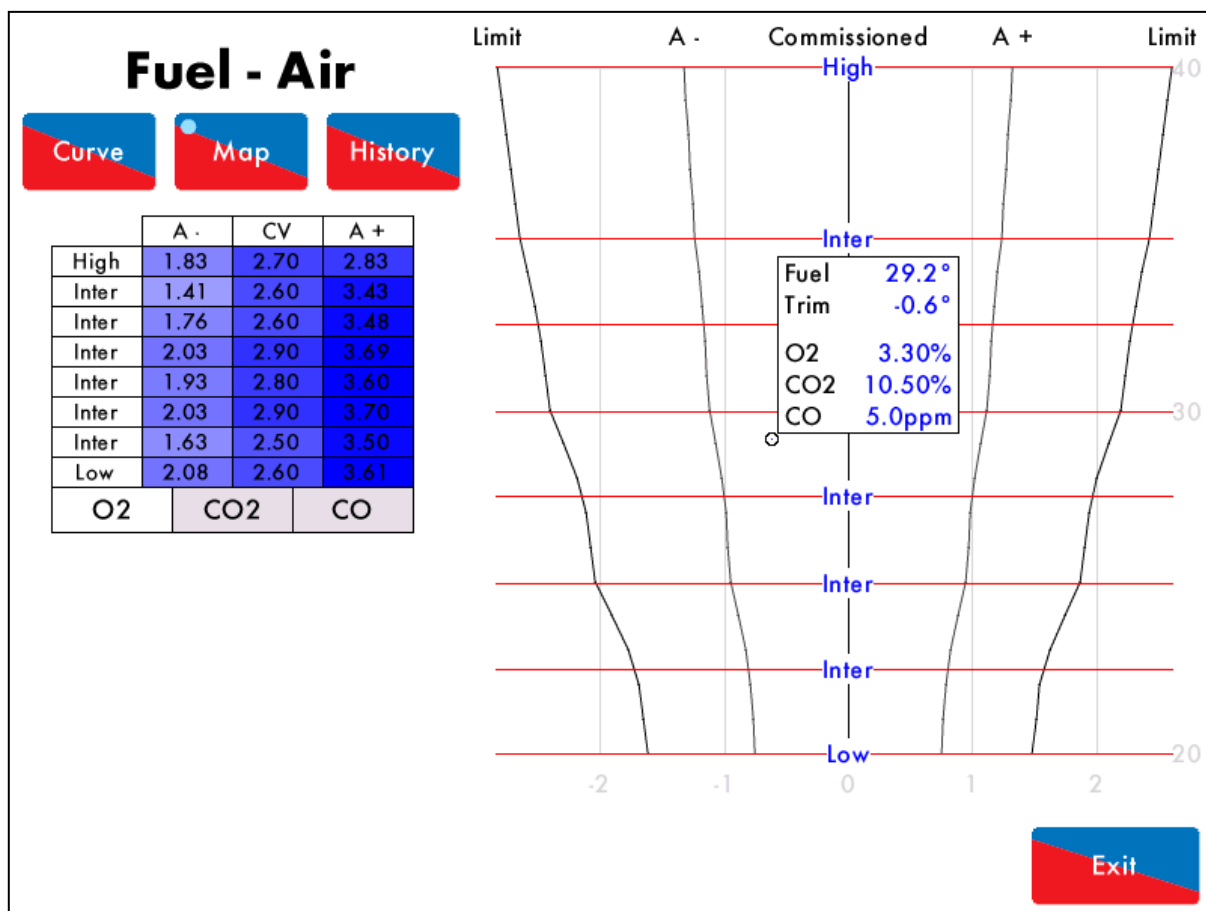 Fuel - Air
Curve Map History
A - CV A +
High 1.83 2.70 2.83
Inter 1.41 2.60 3.43
Inter 1.76 2.60 3.48
Inter 2.03 2.90 3.69
Inter 1.93 2.80 3.60
Inter 2.03 2.90 3.70
Inter 1.63 2.50 3.50
Low 2.08 2.60 3.61
O2 CO2 CO
Limit A - Commissioned A + Limit
High 40
Inter
Fuel 29.2°
Trim -0.6°
O2 3.30%
CO2 10.50%
CO 5.0ppm
30
Inter
Inter
Inter
Low 20
-2 -1 0 1 2
Exit